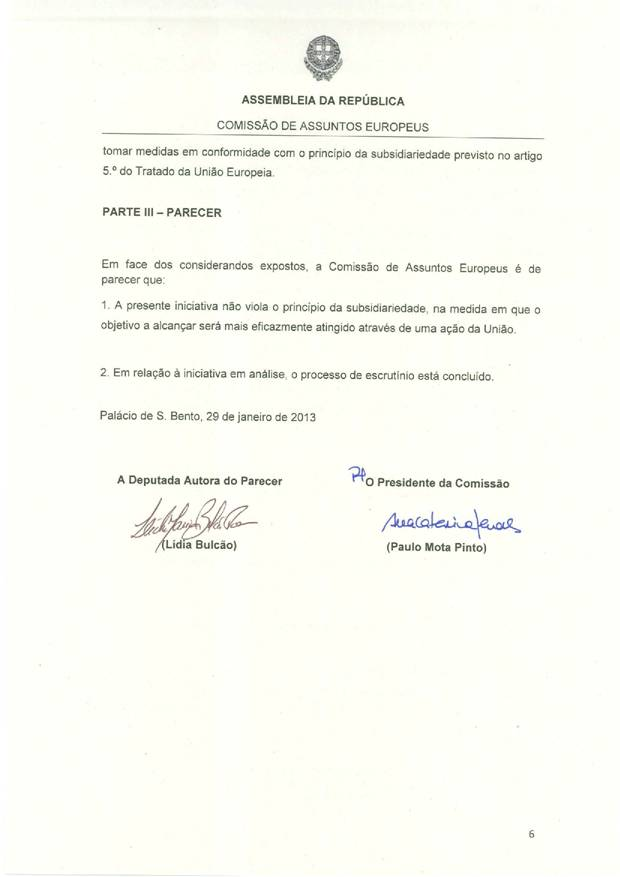 ASSEMBLEIA DA REPÚBLICA
COMISSÃO DE ASSUNTOS EUROPEUS
tomar medidas em conformidade com o princípio da subsidiariedade previsto no artigo
5.º do Tratado da União Europeia.
PARTE III – PARECER
Em face dos considerandos expostos, a Comissão de Assuntos Europeus é de
parecer que:
1. A presente iniciativa não viola o princípio da subsidiariedade, na medida em que o
objetivo a alcançar será mais eficazmente atingido através de uma ação da União.
2. Em relação à iniciativa em análise, o processo de escrutínio está concluído.
Palácio de S. Bento, 29 de janeiro de 2013
A Deputada Autora do Parecer
O Presidente da Comissão
(Lídia Bulcão)
(Paulo Mota Pinto)
6